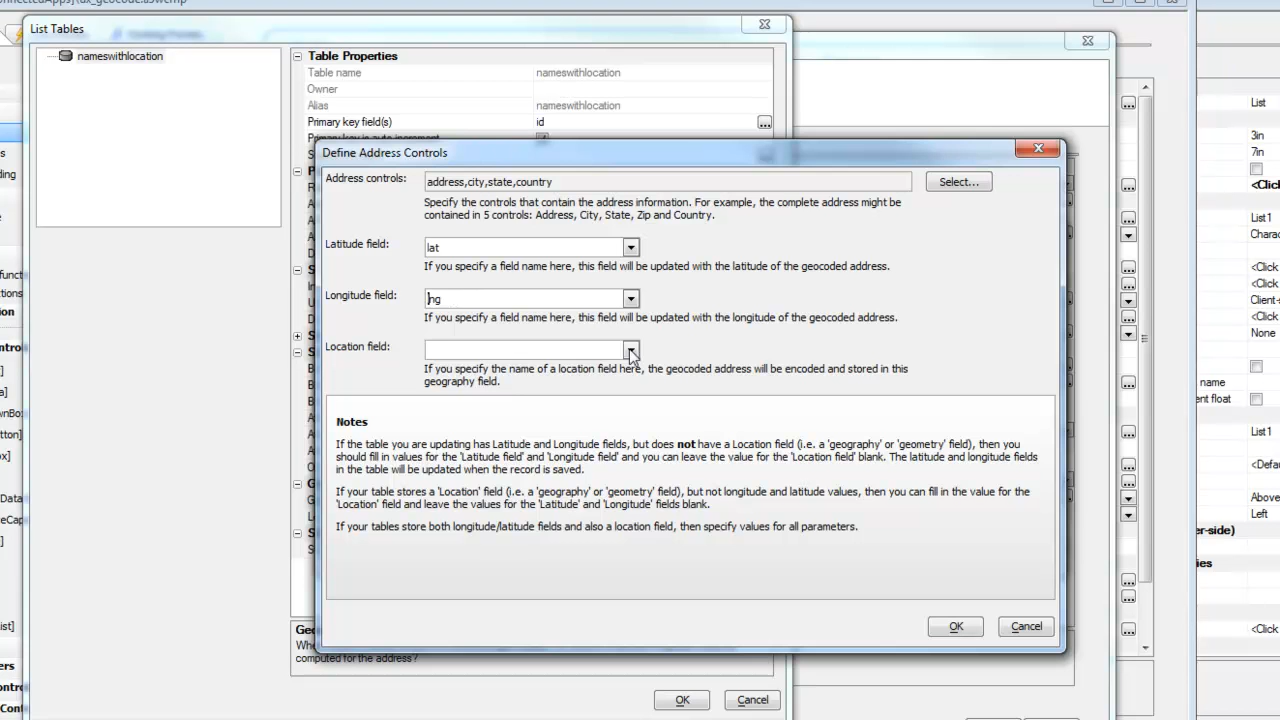 List Tables
nameswithlocation
Table Properties
Table name
nameswithlocation
Owner
Alias
nameswithlocation
Primary key field(s)
id
Define Address Controls
Address controls:
address,city,state,country
Select...
Specify the controls that contain the address information. For example, the complete address might be
contained in 5 controls: Address, City, State, Zip and Country.
Latitude field:
lat
If you specify a field name here, this field will be updated with the latitude of the geocoded address.
Longitude field:
If you specify a field name here, this field will be updated with the longitude of the geocoded address.
Location field:
If you specify the name of a location field here, the geocoded address will be encoded and stored in this
geography field.
Notes
If the table you are updating has Latitude and Longitude fields, but does not have a Location field (i.e. a 'geography' or 'geometry' field), then you
should fill in values for the 'Latitude field' and 'Longitude field' and you can leave the value for the 'Location field' blank. The latitude and longitude fields
in the table will be updated when the record is saved.
If your table stores a 'Location' field (i.e. a 'geography' or 'geometry' field), but not longitude and latitude values, then you can fill in the value for the
'Location' field and leave the values for the 'Latitude' and 'Longitude' fields blank.
If your tables store both longitude/latitude fields and also a location field, then specify values for all parameters.
OK
Cancel
computed for the address?
OK
Cancel
List
3in
7in
<Click
List1
Charac
<Click
<Click
Client-s
<Click
None
name
nt float
List1
<Click
<Defa
Above
Left
er-side)
ies
<Click